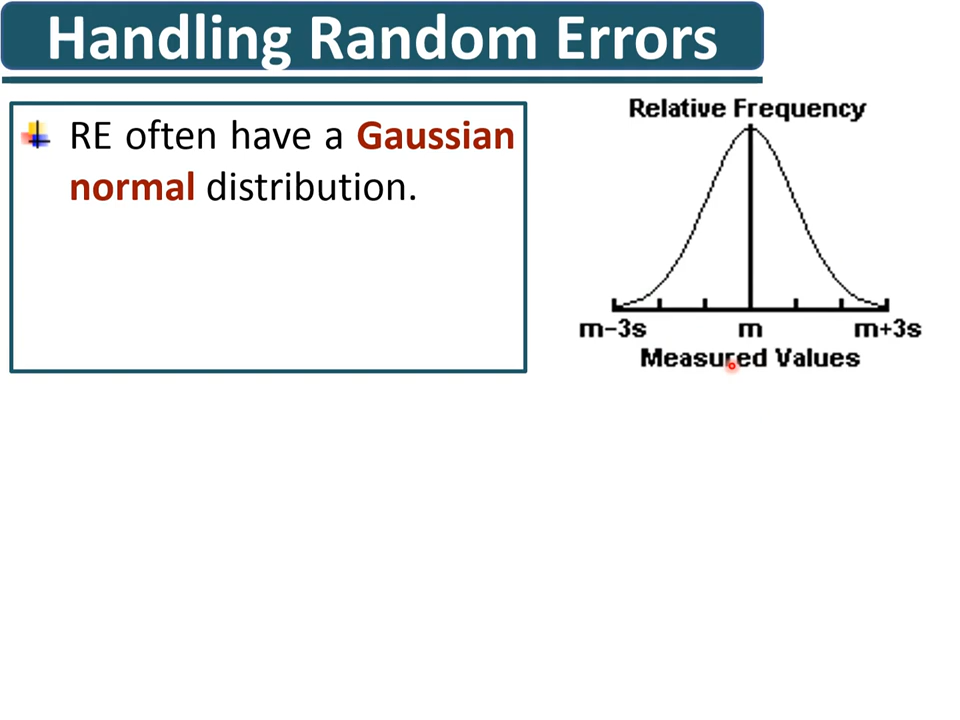 Handling Random Errors
RE often have a Gaussian
normal distribution.
Relative Frequency
m−3s m m+3s
Measured Values